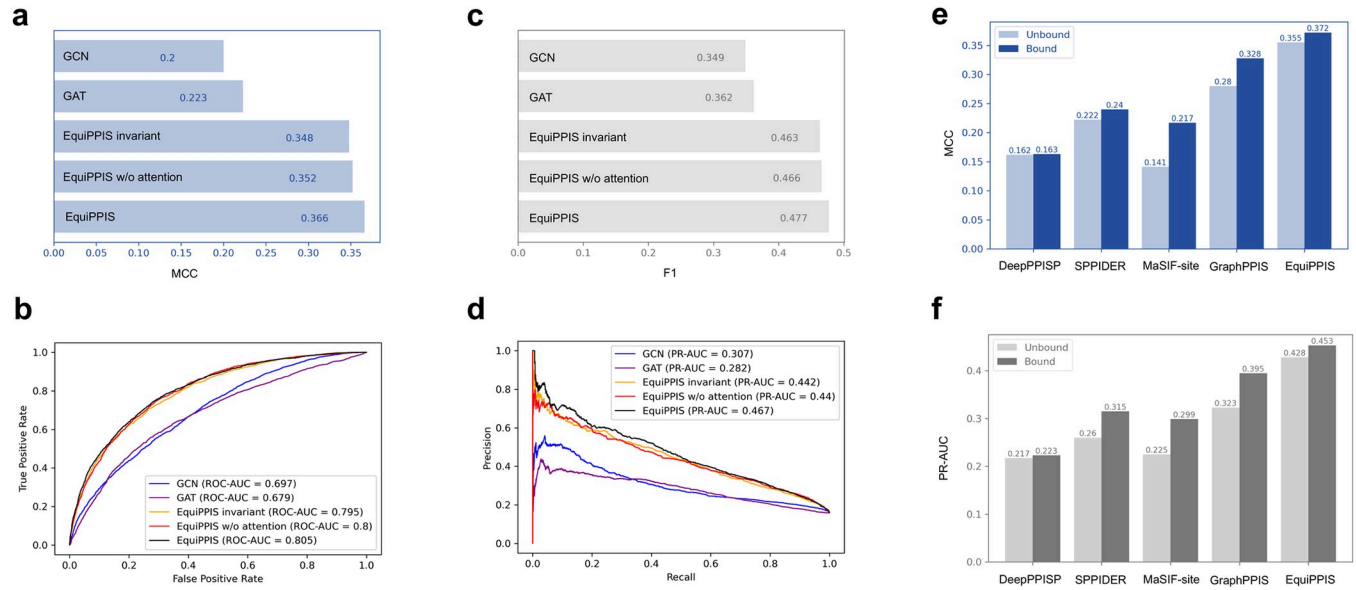 a
GCN
0.2
GAT
0.223
EquiPPIS invariant
0.348
EquiPPIS w/o attention
0.352
EquiPPIS
0.366
0.00 0.05 0.10 0.15 0.20 0.25 0.30 0.35
MCC
b
1.0
0.8
0.6
0.4
0.2
0.0
True Positive Rate
GCN (ROC-AUC = 0.697)
GAT (ROC-AUC = 0.679)
EquiPPIS invariant (ROC-AUC = 0.795)
EquiPPIS w/o attention (ROC-AUC = 0.8)
EquiPPIS (ROC-AUC = 0.805)
0.0 0.2 0.4 0.6 0.8 1.0
False Positive Rate
c
GCN
0.349
GAT
0.362
EquiPPIS invariant
0.463
EquiPPIS w/o attention
0.466
EquiPPIS
0.477
0.0 0.1 0.2 0.3 0.4 0.5
F1
d
1.0
0.8
0.6
0.4
0.2
0.0
Precision
GCN (PR-AUC = 0.307)
GAT (PR-AUC = 0.282)
EquiPPIS invariant (PR-AUC = 0.442)
EquiPPIS w/o attention (PR-AUC = 0.44)
EquiPPIS (PR-AUC = 0.467)
0.0 0.2 0.4 0.6 0.8 1.0
Recall
e
0.35
0.30
0.25
0.20
0.15
0.10
0.05
0.00
MCC
Unbound
Bound
0.162 0.163
0.222 0.24
0.141 0.217
0.28 0.328
0.355 0.372
DeepPPISP SPPIDER MaSIF-site GraphPPIS EquiPPIS
f
0.4
0.3
0.2
0.1
0.0
PR-AUC
Unbound
Bound
0.217 0.223
0.26 0.315
0.225 0.299
0.323 0.395
0.428 0.453
DeepPPISP SPPIDER MaSIF-site GraphPPIS EquiPPIS